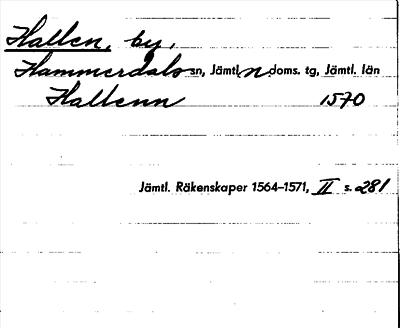 Hallen, by,
Hammerdals sn, Jämtl. n. doms. tg, Jämtl. län
Hallenn 1570
Jämtl. Räkenskaper 1564–1571, II s. 281